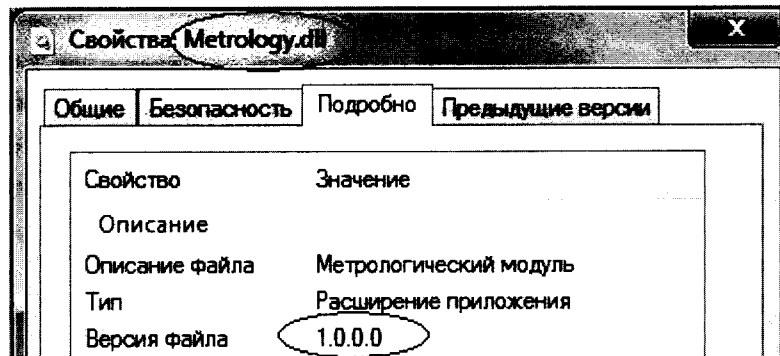 Свойства: Metrology.dll
X
Общие Безопасность Подробно Предыдущие версии
Свойство Значение
Описание
Описание файла Метрологический модуль
Тип Расширение приложения
Версия файла 1.0.0.0